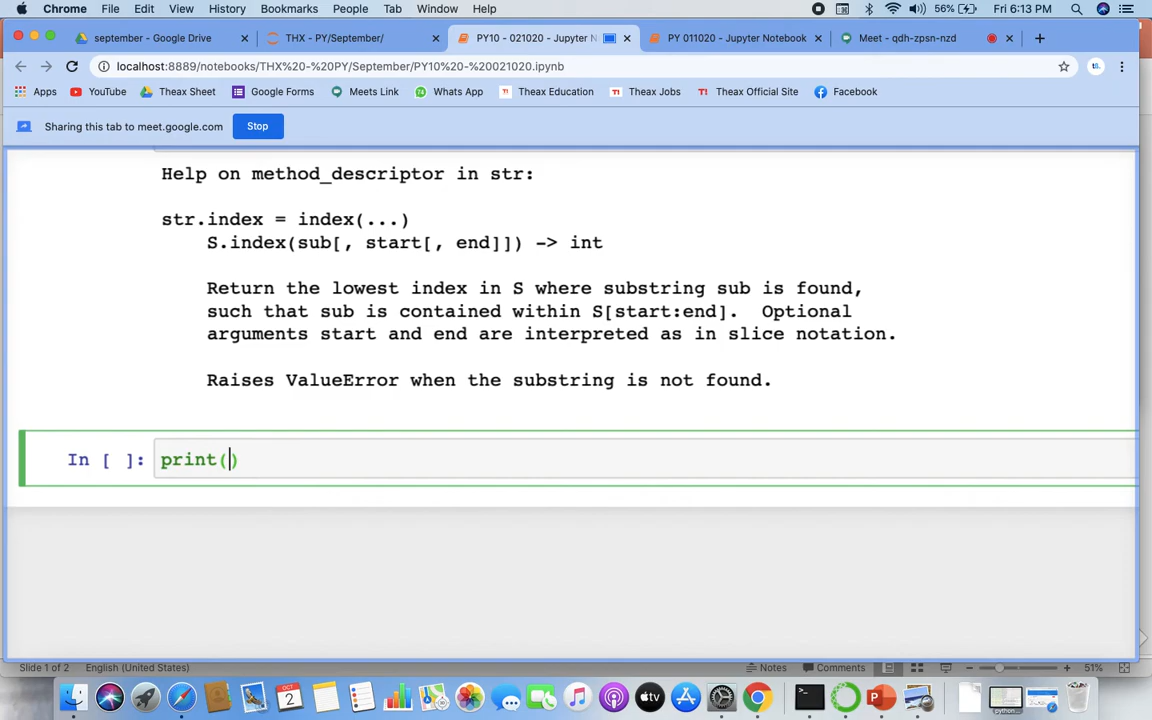 Chrome File Edit View History Bookmarks People Tab Window Help 56% Fri 6:13 PM
september - Google Drive THX - PY/September/ PY10 - 021020 - Jupyter N PY 011020 - Jupyter Notebook Meet - qdh-zpsn-nzd
localhost:8889/notebooks/THX%20-%20PY/September/PY10%20-%20021020.ipynb
Apps YouTube Theax Sheet Google Forms Meets Link 74 Whats App T! Theax Education T! Theax Jobs T! Theax Official Site Facebook
Sharing this tab to meet.google.com Stop
Help on method_descriptor in str:
str.index = index(...)
S.index(sub[, start[, end]]) -> int
Return the lowest index in S where substring sub is found,
such that sub is contained within S[start:end]. Optional
arguments start and end are interpreted as in slice notation.
Raises ValueError when the substring is not found.
In [ ]: print()
Slide 1 of 2 English (United States) Notes Comments 51%
OCT
2
tv